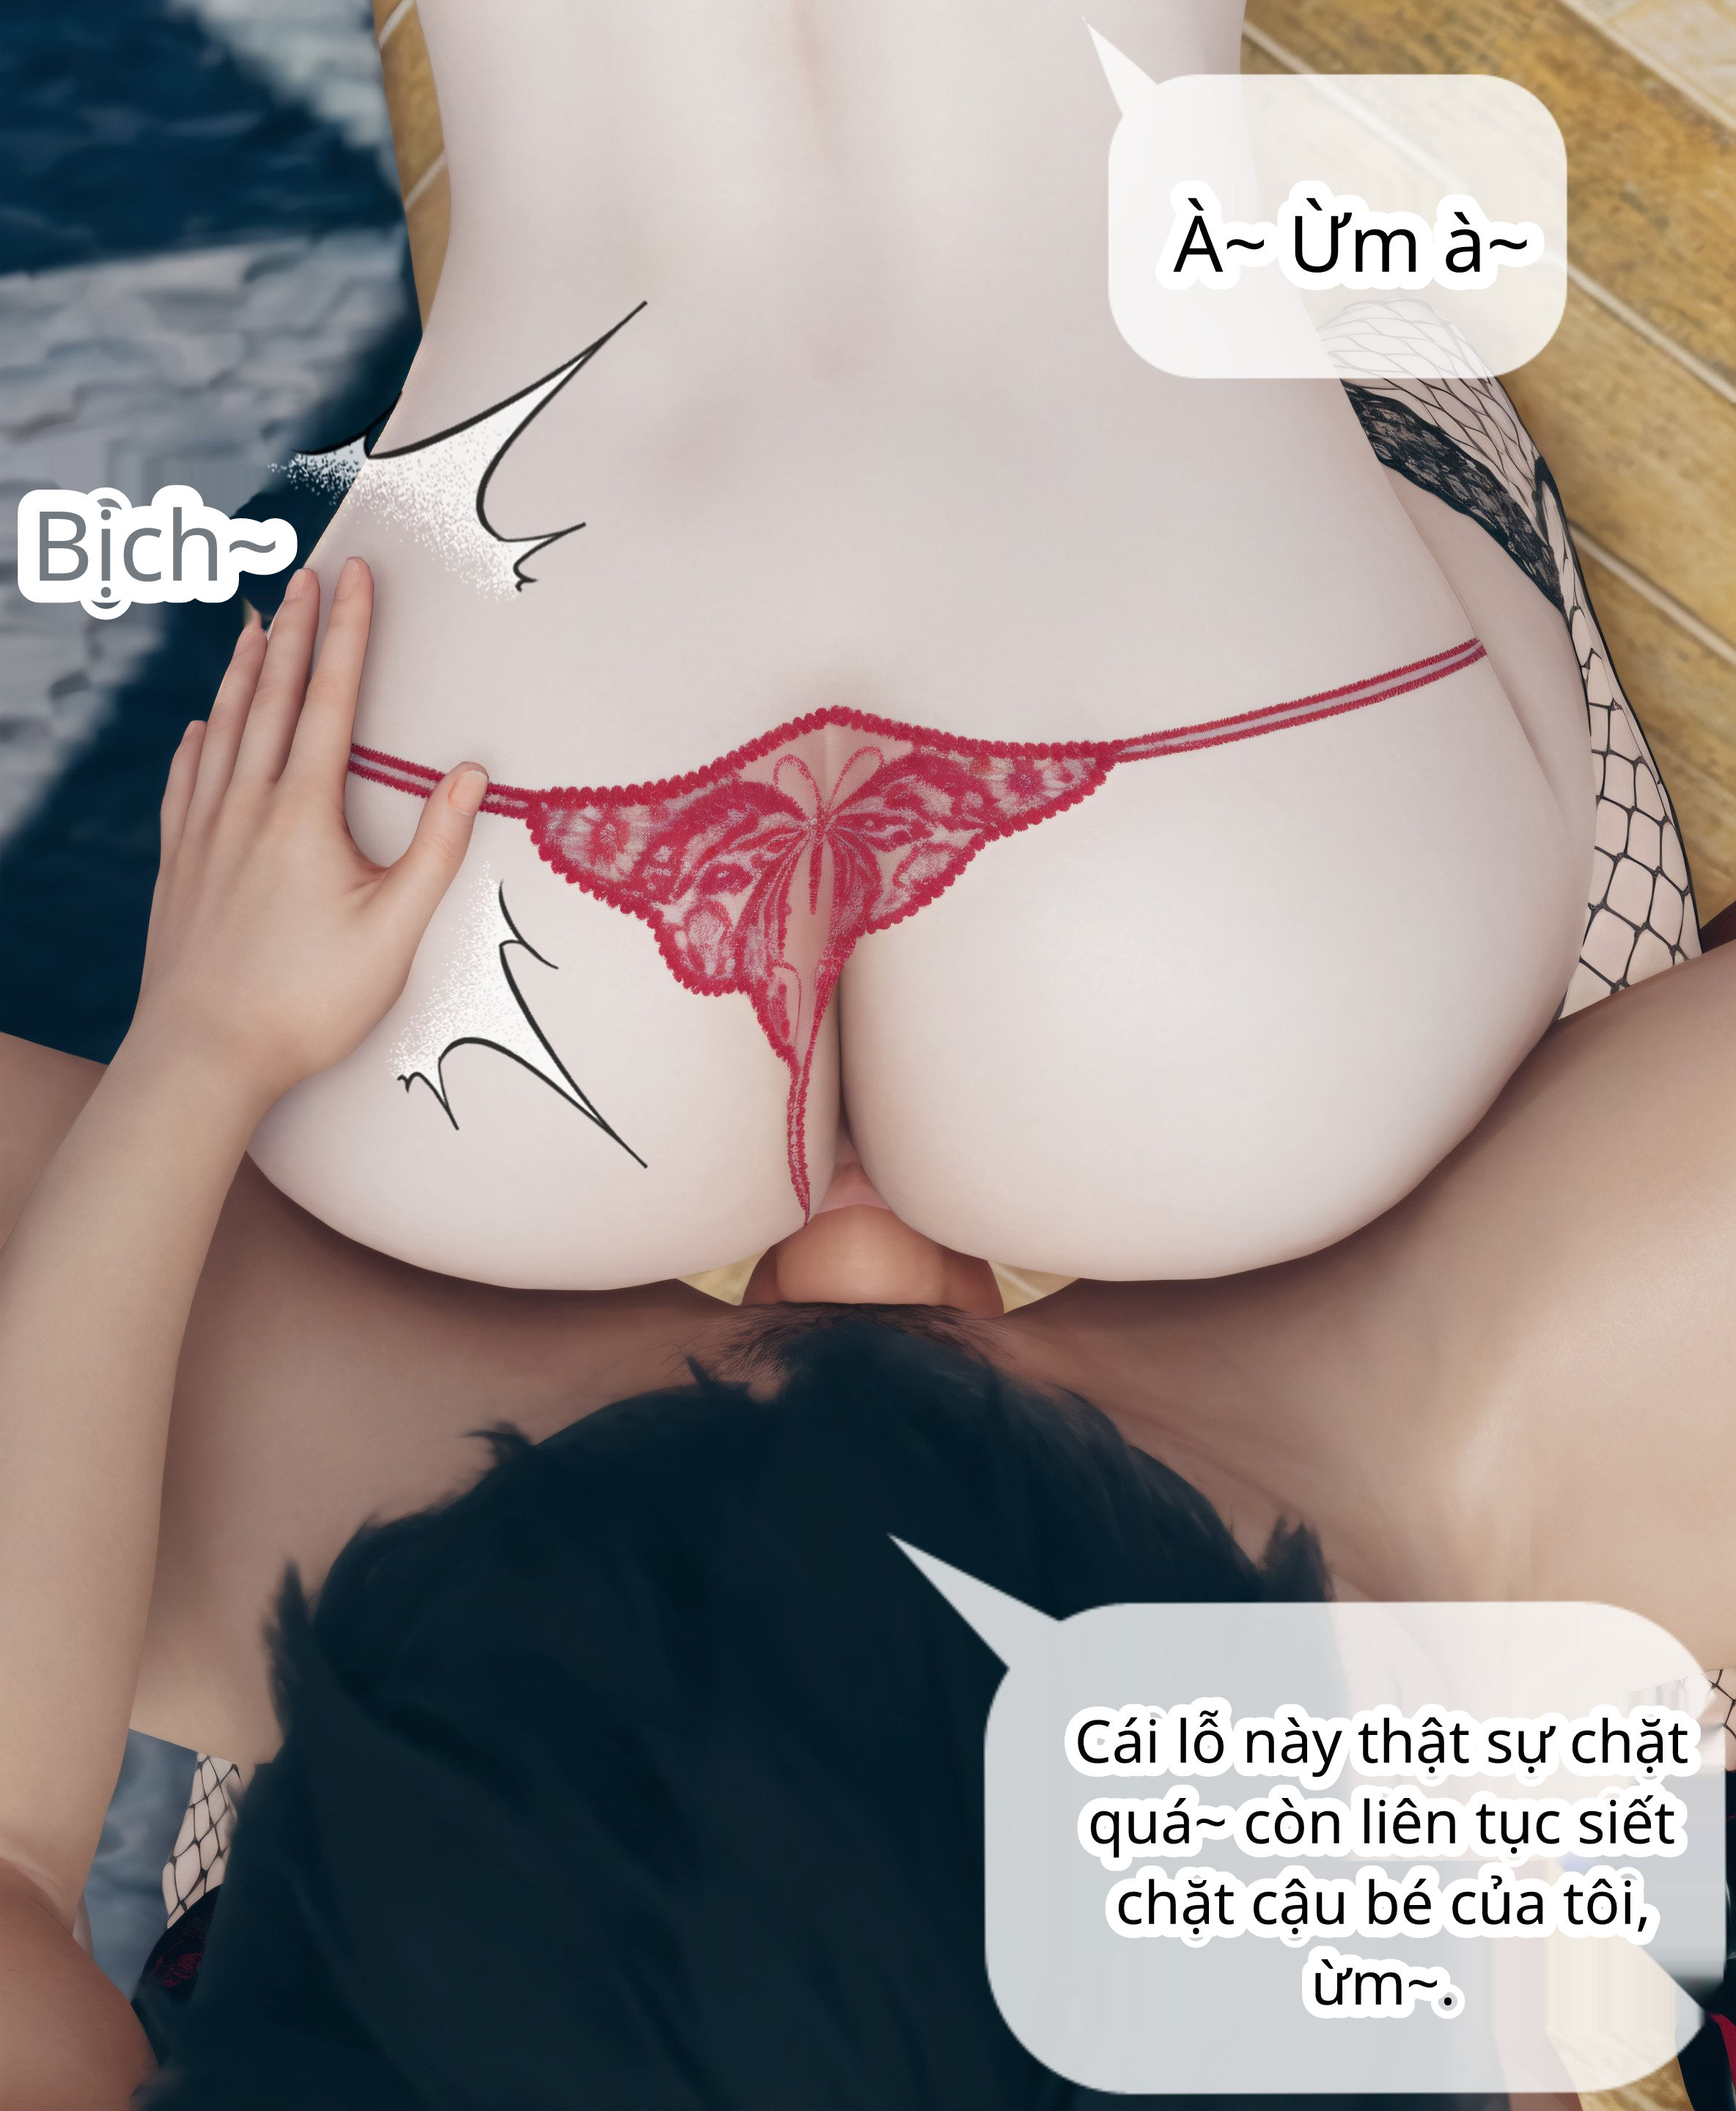 À~ Ừm à~
Bịch~
Cái lỗ này thật sự chặt
quá~ còn liên tục siết
chặt cậu bé của tôi,
ừm~.